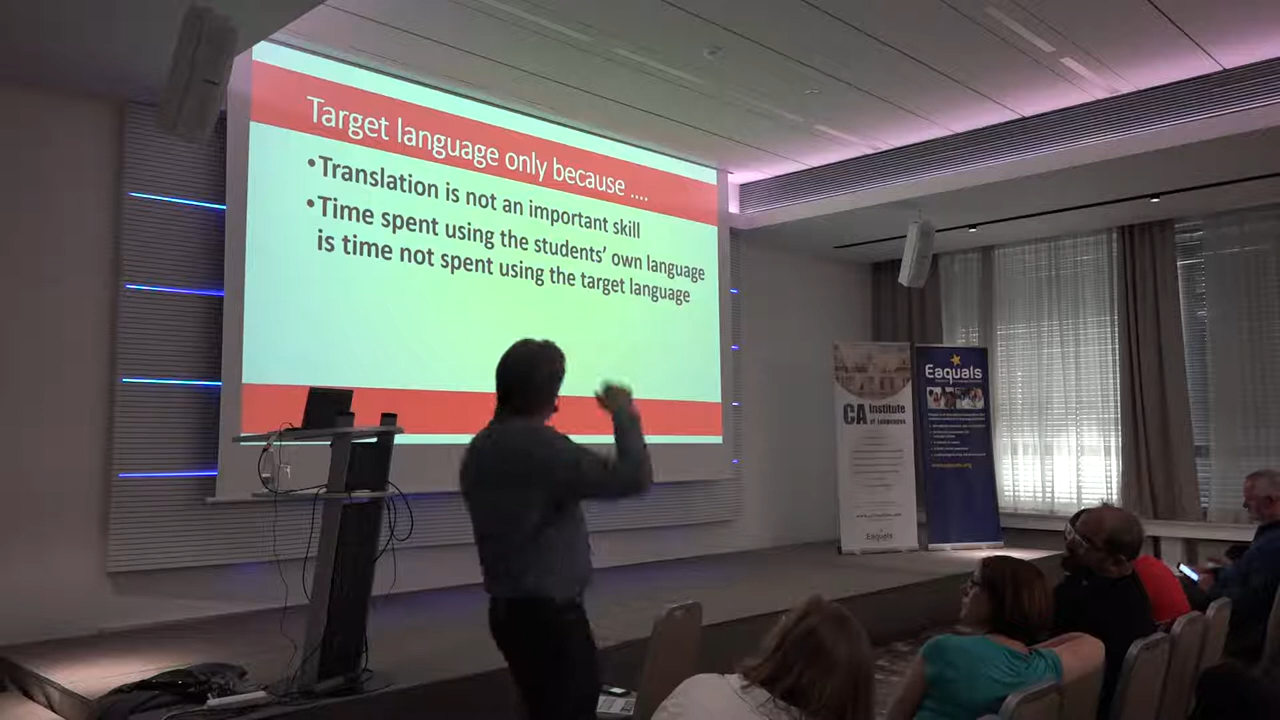 Target language only because ....
•Translation is not an important skill
•Time spent using the students' own language
is time not spent using the target language
CA Institute
of Languages
Eaquals
Eaquals